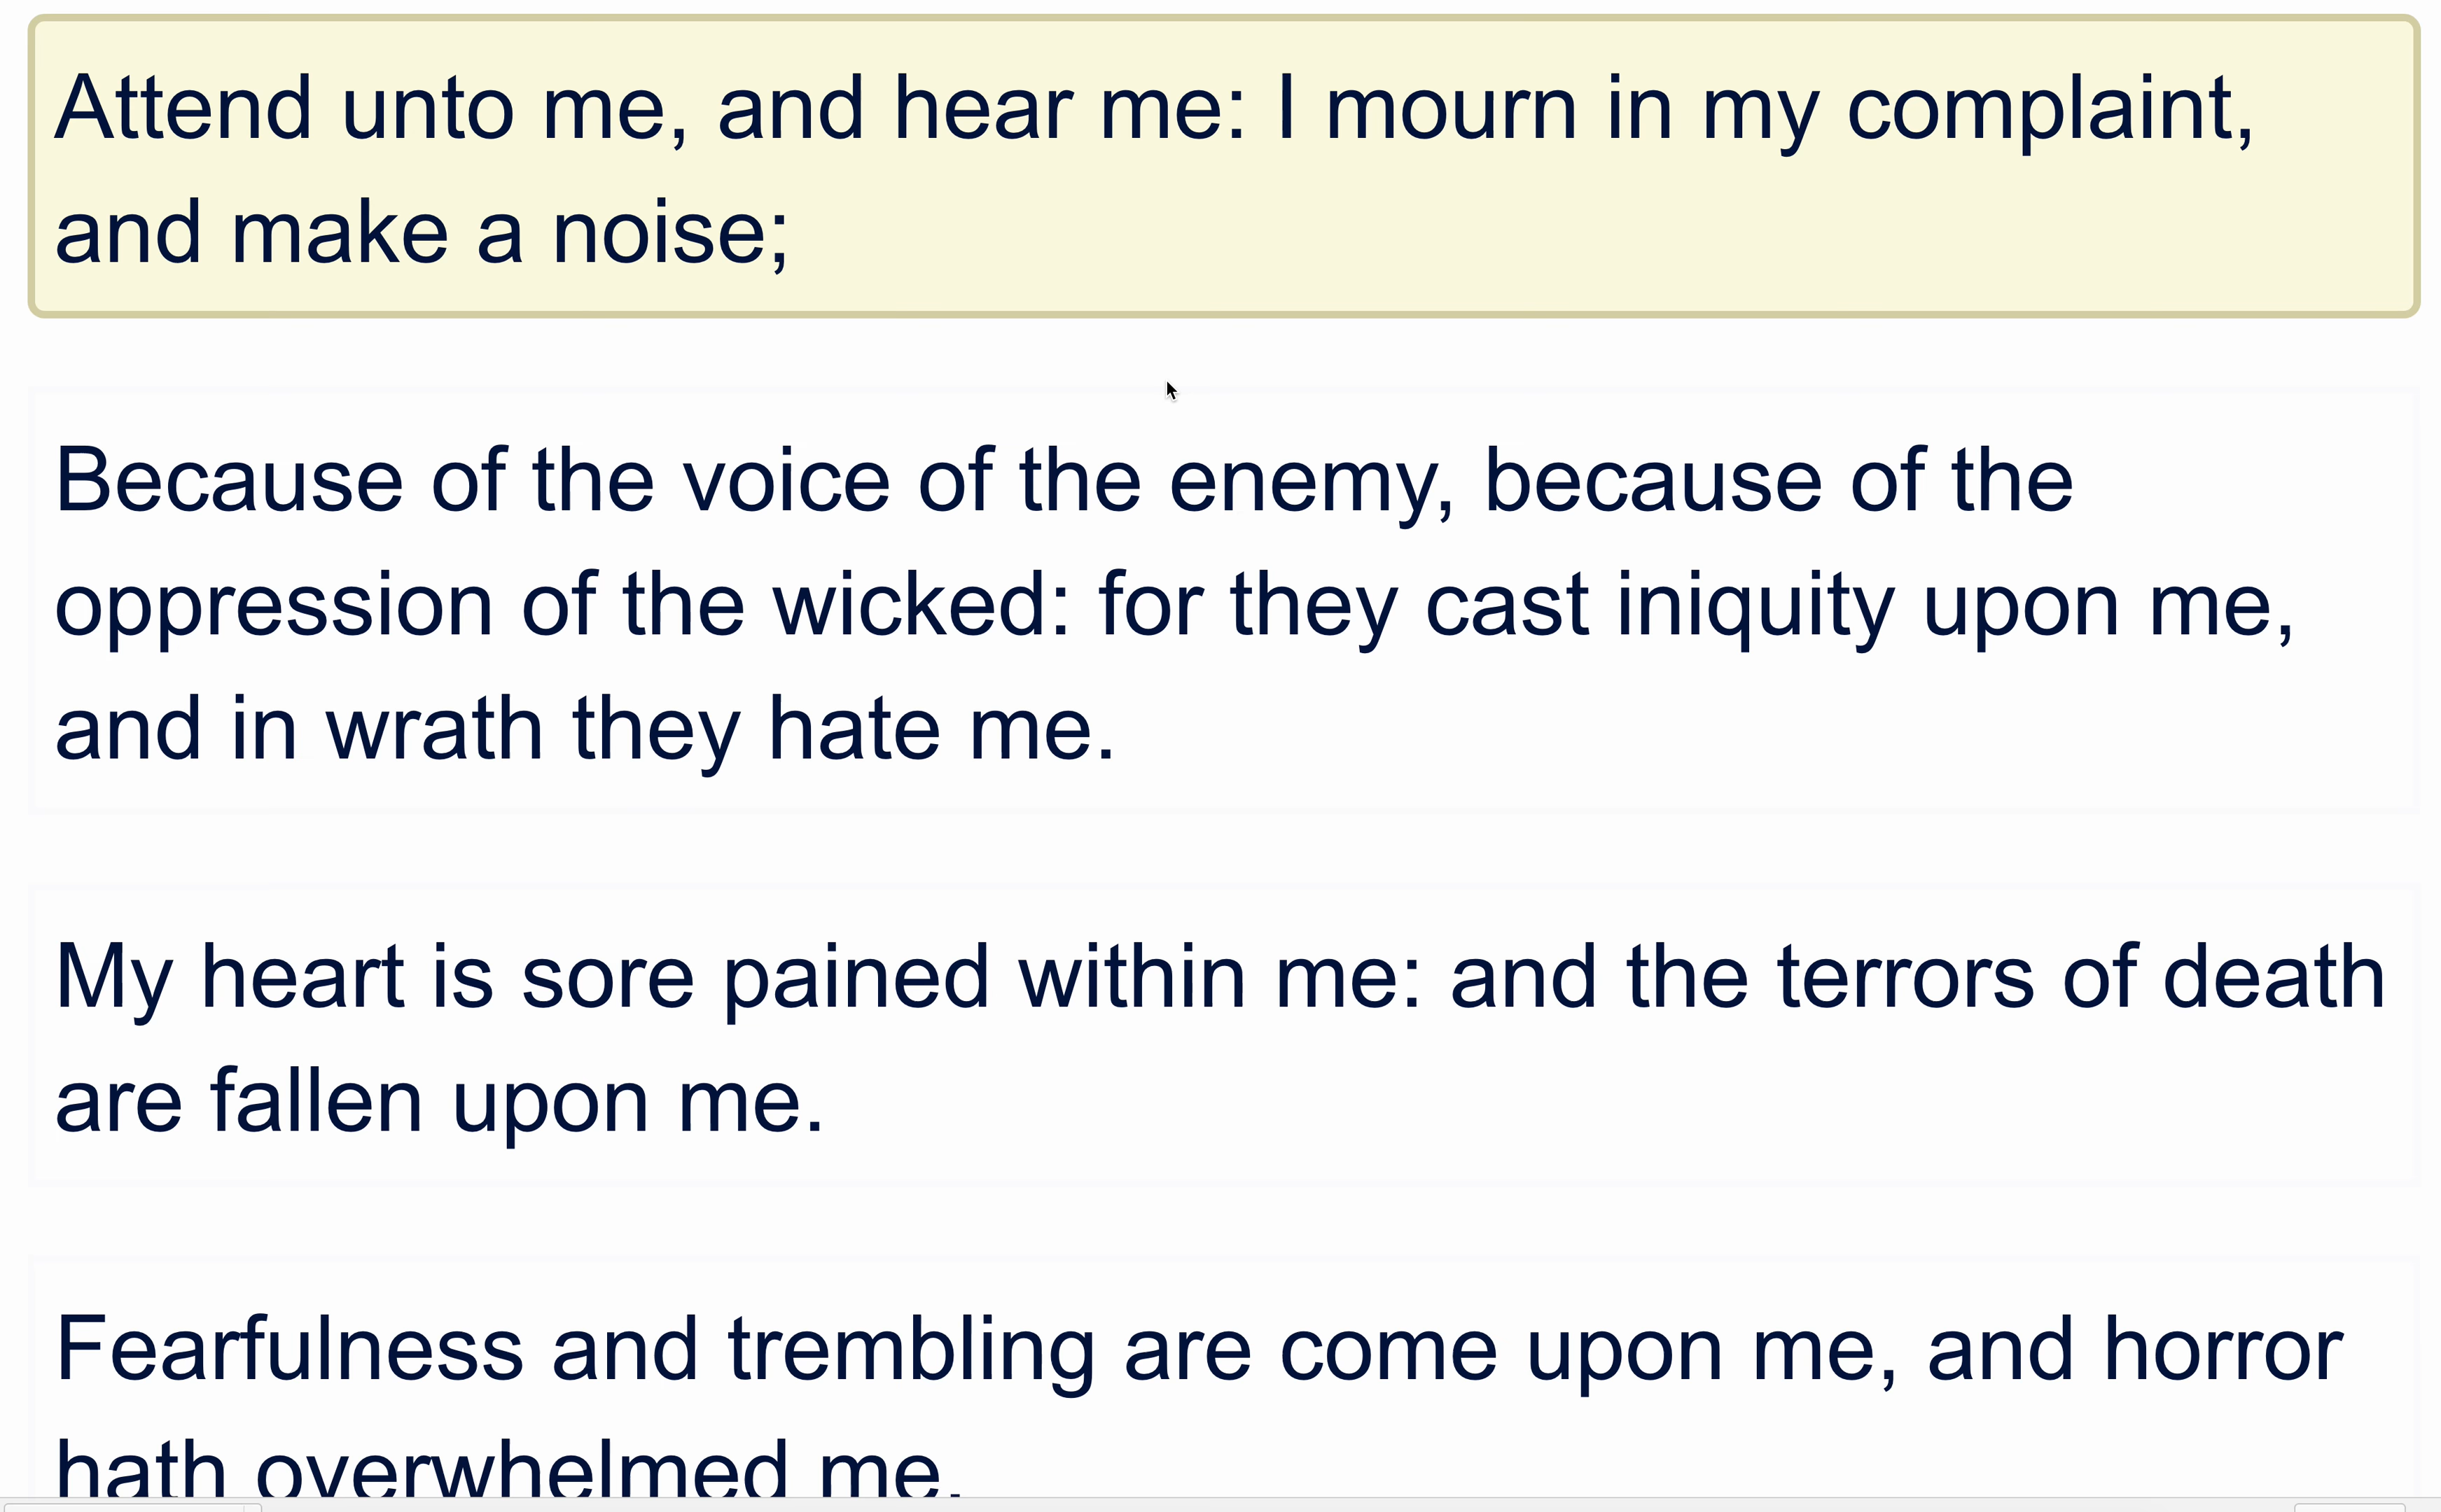 Attend unto me, and hear me: I mourn in my complaint,
and make a noise;
Because of the voice of the enemy, because of the
oppression of the wicked: for they cast iniquity upon me,
and in wrath they hate me.
My heart is sore pained within me: and the terrors of death
are fallen upon me.
Fearfulness and trembling are come upon me, and horror
hath overwhelmed me.